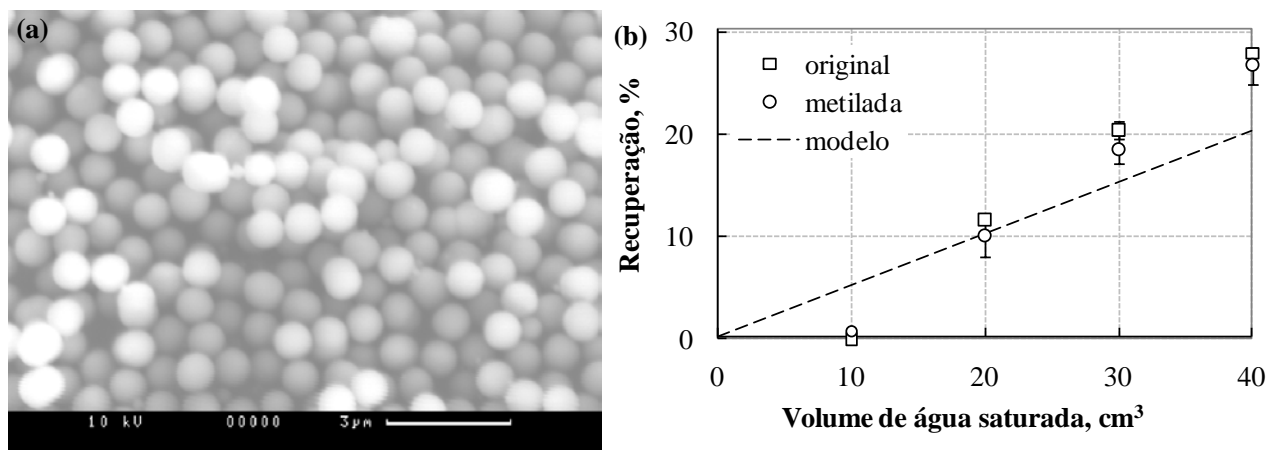 (a)
10 kV 00000 3µm
(b)
Recuperação, %
30
20
10
0
original
metilada
modelo
0 10 20 30 40
Volume de água saturada, cm³